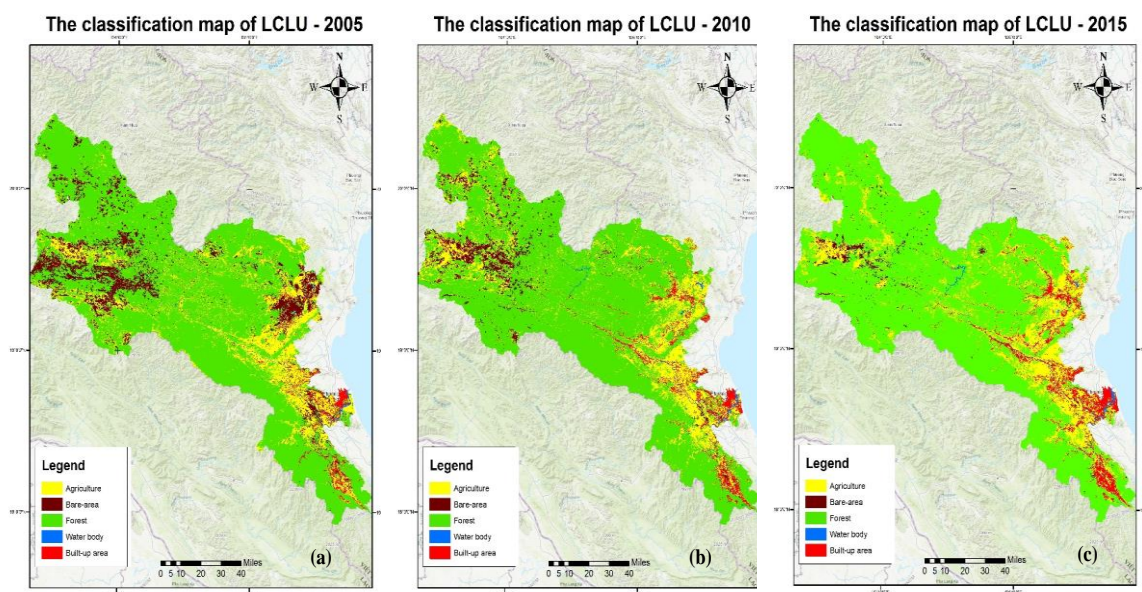 The classification map of LCLU - 2005
N
W E
S
Legend
Agriculture
Bare-area
Forest
Water body
Built-up area
(a)
Miles
0 5 10 20 30 40
The classification map of LCLU - 2010
N
W E
S
Legend
Agriculture
Bare-area
Forest
Water body
Built-up area
(b)
Miles
0 5 10 20 30 40
The classification map of LCLU - 2015
N
W E
S
Legend
Agriculture
Bare-area
Forest
Water body
Built-up area
(c)
Miles
0 5 10 20 30 40